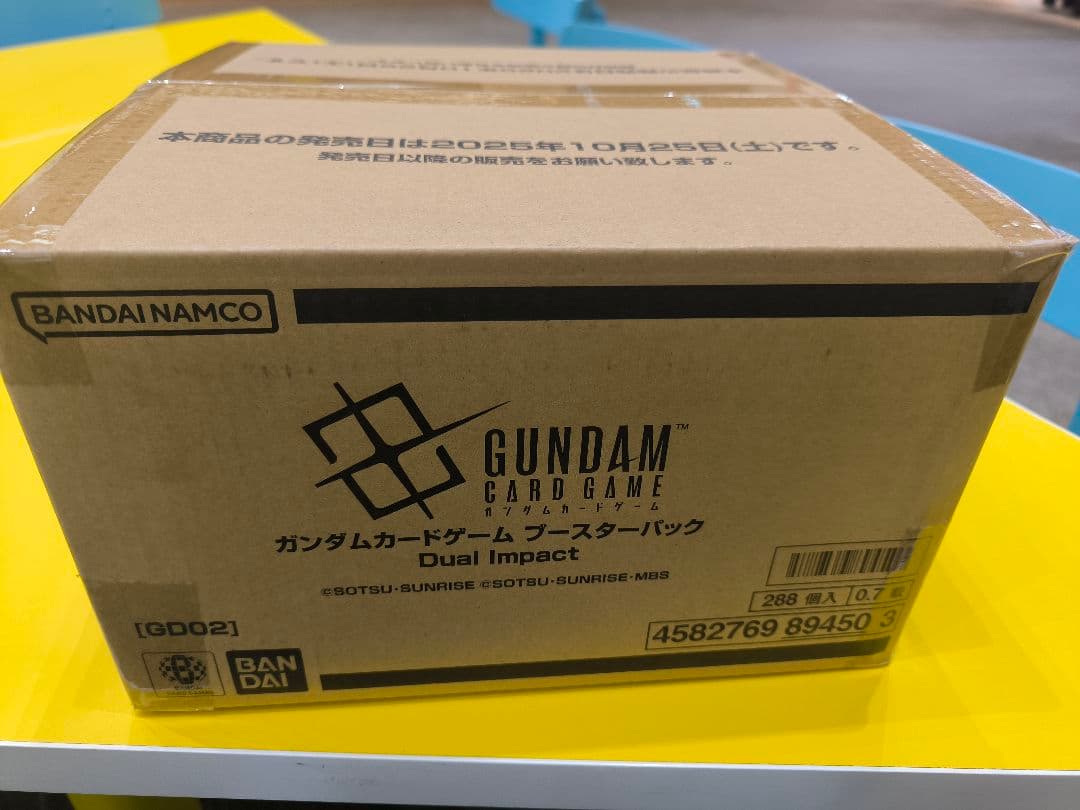 本商品の発売日は2025年10月25日(土)です。
発売日以降の販売をお願い致します。
BANDAI NAMCO
GUNDAM™
CARD GAME
ガンダムカードゲーム
ガンダムカードゲーム ブースターパック
Dual Impact
©SOTSU・SUNRISE ©SOTSU・SUNRISE・MBS
288 個入
0.7
4582769 89450 3
[GD02]
BAN
DAI